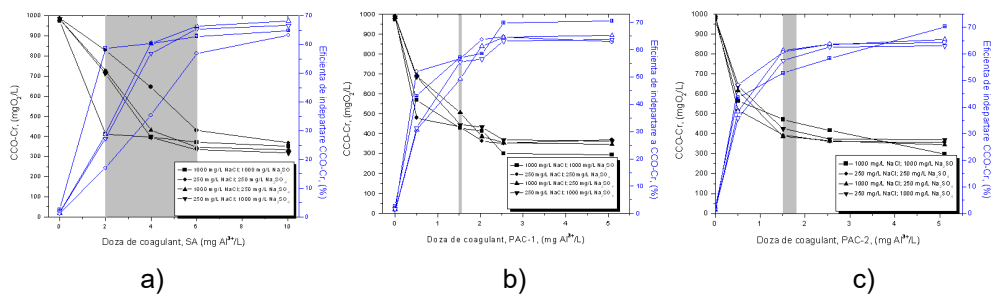 1000
900
800
700
600
500
400
300
200
100
0
CCO-Cr, (mgO₂/L)
0 2 4 6 8 10
Doza de coagulant, SA (mg Al³⁺/L)
70
60
50
40
30
20
10
0
Eficienta de indepartare CCO-Cr, (%)
1000 mg/L NaCl; 1000 mg/L Na₂SO₄
250 mg/L NaCl; 250 mg/L Na₂SO₄
1000 mg/L NaCl; 250 mg/L Na₂SO₄
250 mg/L NaCl; 1000 mg/L Na₂SO₄
a)
1000
900
800
700
600
500
400
300
200
100
0
CCO-Cr, (mgO₂/L)
0 1 2 3 4 5
Doza de coagulant, PAC-1, (mg Al³⁺/L)
70
60
50
40
30
20
10
0
Eficienta de indepartare a CCO-Cr, (%)
1000 mg/L NaCl; 1000 mg/L Na₂SO₄
250 mg/L NaCl; 250 mg/L Na₂SO₄
1000 mg/L NaCl; 250 mg/L Na₂SO₄
250 mg/L NaCl; 1000 mg/L Na₂SO₄
b)
1000
900
800
700
600
500
400
300
200
100
0
CCO-Cr, (mgO₂/L)
0 1 2 3 4 5
Doza de coagulant, PAC-2, (mg Al³⁺/L)
70
60
50
40
30
20
10
0
Eficienta de indepartare a CCO-Cr, (%)
1000 mg/L NaCl; 1000 mg/L Na₂SO₄
250 mg/L NaCl; 250 mg/L Na₂SO₄
1000 mg/L NaCl; 250 mg/L Na₂SO₄
250 mg/L NaCl; 1000 mg/L Na₂SO₄
c)